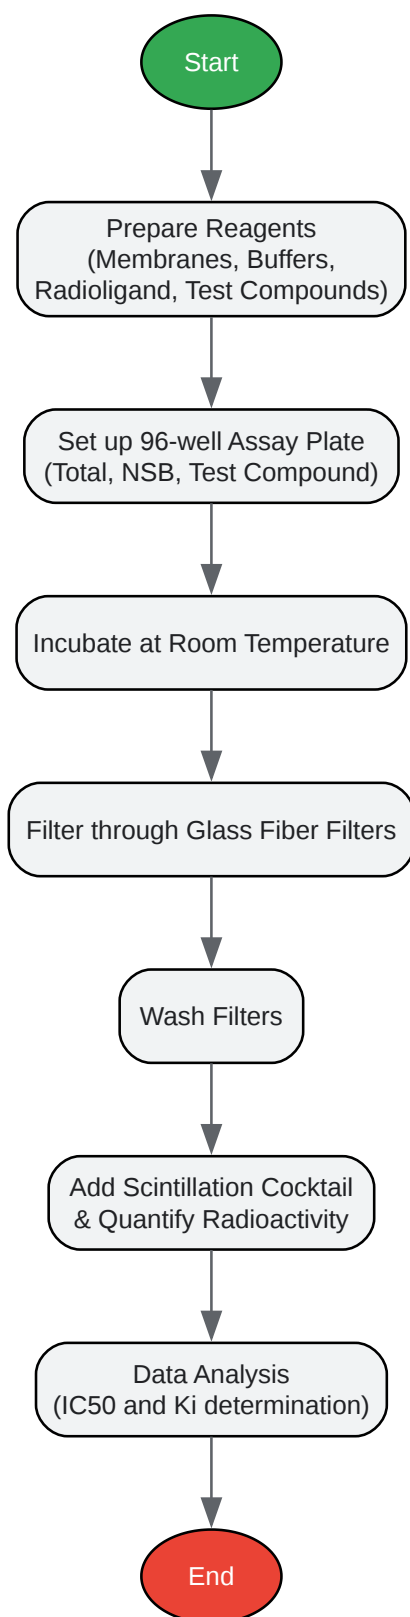 Start
Prepare Reagents
(Membranes, Buffers,
Radioligand, Test Compounds)
Set up 96-well Assay Plate
(Total, NSB, Test Compound)
Incubate at Room Temperature
Filter through Glass Fiber Filters
Wash Filters
Add Scintillation Cocktail
& Quantify Radioactivity
Data Analysis
(IC50 and Ki determination)
End